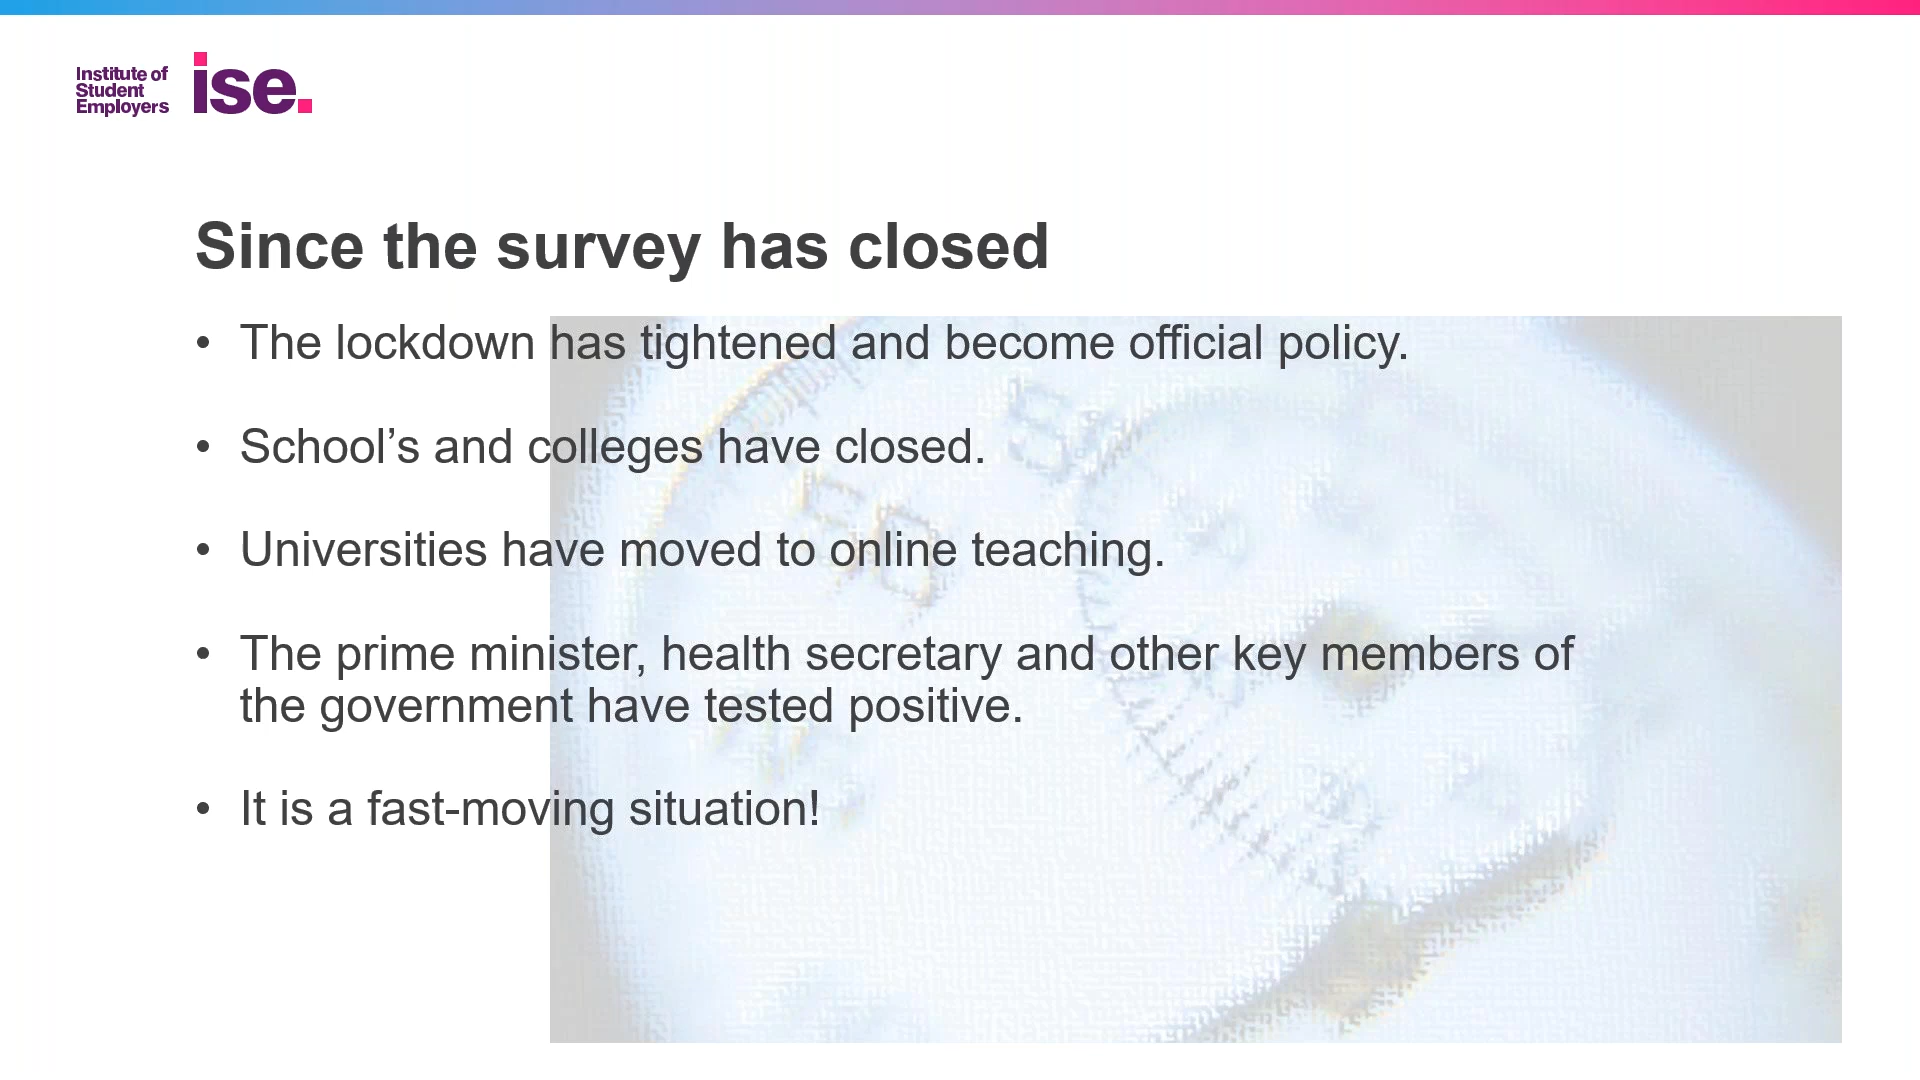 Institute of
Student
Employers
ise.
Since the survey has closed
• The lockdown has tightened and become official policy.
• School’s and colleges have closed.
• Universities have moved to online teaching.
• The prime minister, health secretary and other key members of
the government have tested positive.
• It is a fast-moving situation!